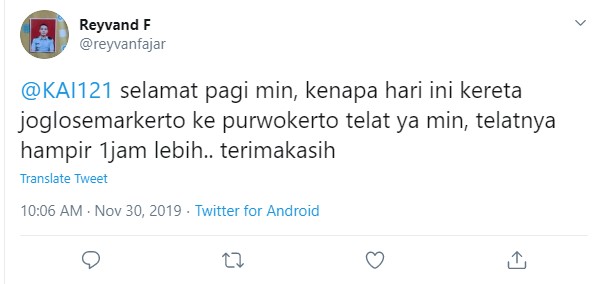 Reyvand F
@reyvanfajar
@KAI121 selamat pagi min, kenapa hari ini kereta
joglosemarkerto ke purwokerto telat ya min, telatnya
hampir 1jam lebih.. terimakasih
Translate Tweet
10:06 AM · Nov 30, 2019 · Twitter for Android